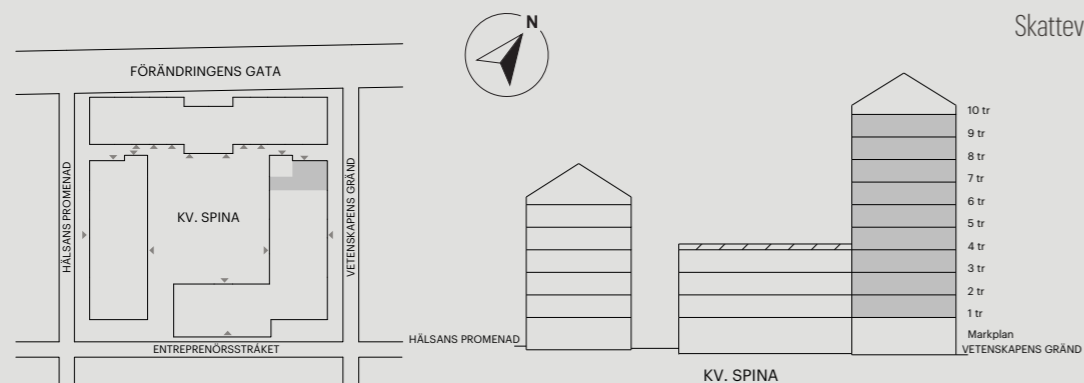 N
Skattev
FÖRÄNDRINGENS GATA
HÄLSANS PROMENAD
KV. SPINA
VETENSKAPENS GRÄND
ENTREPRENÖRSSTRÅKET
10 tr
9 tr
8 tr
7 tr
6 tr
5 tr
4 tr
3 tr
2 tr
1 tr
Markplan
HÄLSANS PROMENAD
VETENSKAPENS GRÄND
KV. SPINA